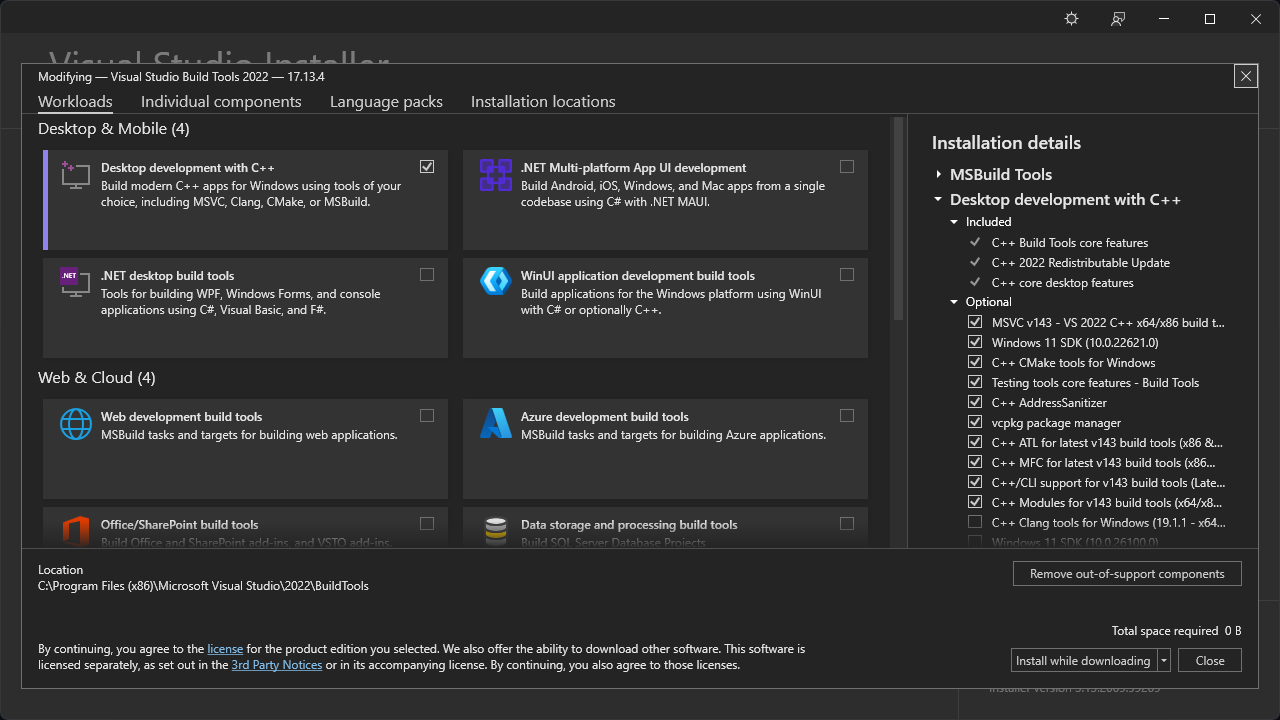 Visual Studio Installer
Modifying — Visual Studio Build Tools 2022 — 17.13.4
Workloads
Individual components
Language packs
Installation locations
Desktop & Mobile (4)
Desktop development with C++
Build modern C++ apps for Windows using tools of your
choice, including MSVC, Clang, CMake, or MSBuild.
.NET Multi-platform App UI development
Build Android, iOS, Windows, and Mac apps from a single
codebase using C# with .NET MAUI.
.NET
.NET desktop build tools
Tools for building WPF, Windows Forms, and console
applications using C#, Visual Basic, and F#.
WinUI application development build tools
Build applications for the Windows platform using WinUI
with C# or optionally C++.
Web & Cloud (4)
Web development build tools
MSBuild tasks and targets for building web applications.
Azure development build tools
MSBuild tasks and targets for building Azure applications.
Office/SharePoint build tools
Build Office and SharePoint add-ins, and VSTO add-ins.
Data storage and processing build tools
Build SQL Server Database Projects
Installation details
MSBuild Tools
Desktop development with C++
Included
C++ Build Tools core features
C++ 2022 Redistributable Update
C++ core desktop features
Optional
MSVC v143 - VS 2022 C++ x64/x86 build t...
Windows 11 SDK (10.0.22621.0)
C++ CMake tools for Windows
Testing tools core features - Build Tools
C++ AddressSanitizer
vcpkg package manager
C++ ATL for latest v143 build tools (x86 &...
C++ MFC for latest v143 build tools (x86...
C++/CLI support for v143 build tools (Late...
C++ Modules for v143 build tools (x64/x8...
C++ Clang tools for Windows (19.1.1 - x64...
Windows 11 SDK (10.0.26100.0)
Location
C:\Program Files (x86)\Microsoft Visual Studio\2022\BuildTools
Remove out-of-support components
Total space required 0 B
By continuing, you agree to the license for the product edition you selected. We also offer the ability to download other software. This software is
licensed separately, as set out in the 3rd Party Notices or in its accompanying license. By continuing, you also agree to those licenses.
Install while downloading
Close
Installer version